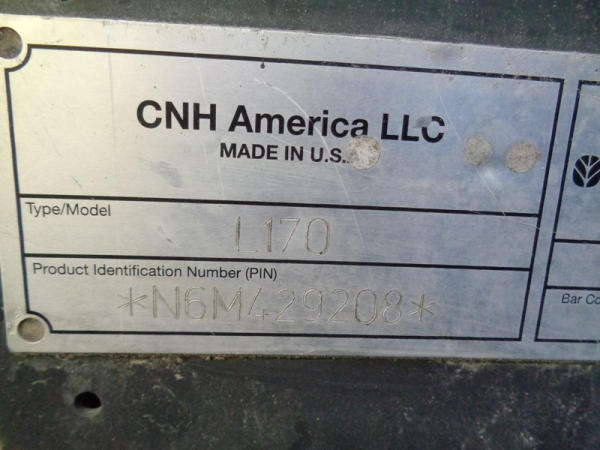 CNH America LLC
MADE IN U.S.
Type/Model
L170
Product Identification Number (PIN)
*N6M429208*
Bar Co